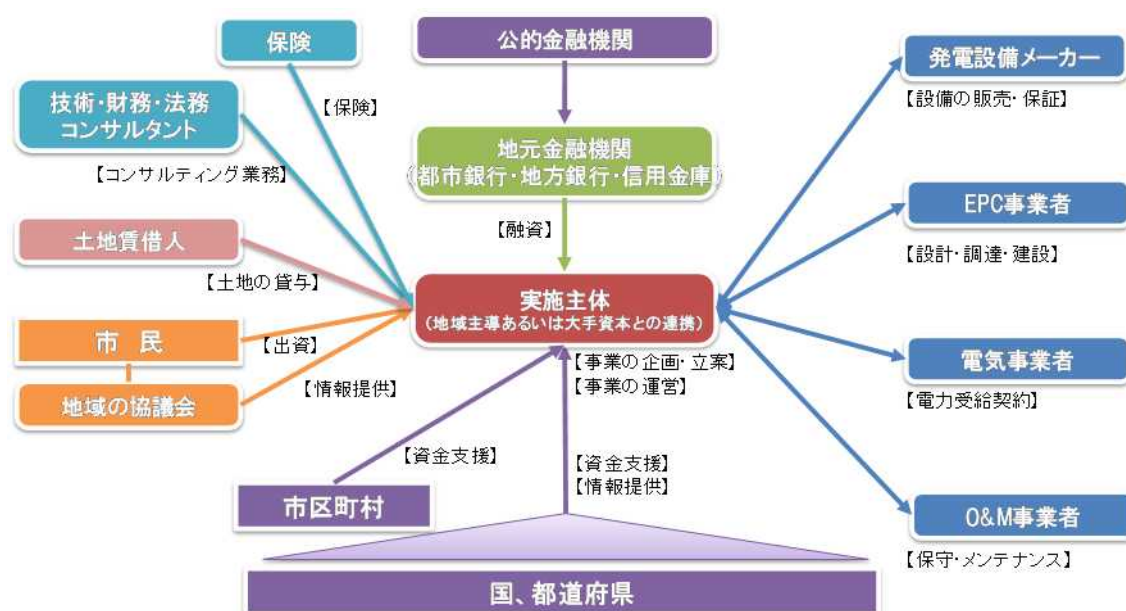 保険
公的金融機関
発電設備メーカー
【設備の販売・保証】
技術・財務・法務
コンサルタント
【保険】
【コンサルティング業務】
地元金融機関
（都市銀行・地方銀行・信用金庫）
EPC事業者
【設計・調達・建設】
土地賃借人
【融資】
【土地の貸与】
実施主体
（地域主導あるいは大手資本との連携）
市 民
【出資】
【事業の企画・立案】
【事業の運営】
電気事業者
【電力受給契約】
地域の協議会
【情報提供】
【資金支援】
【資金支援】
【情報提供】
市区町村
O&M事業者
【保守・メンテナンス】
国、都道府県